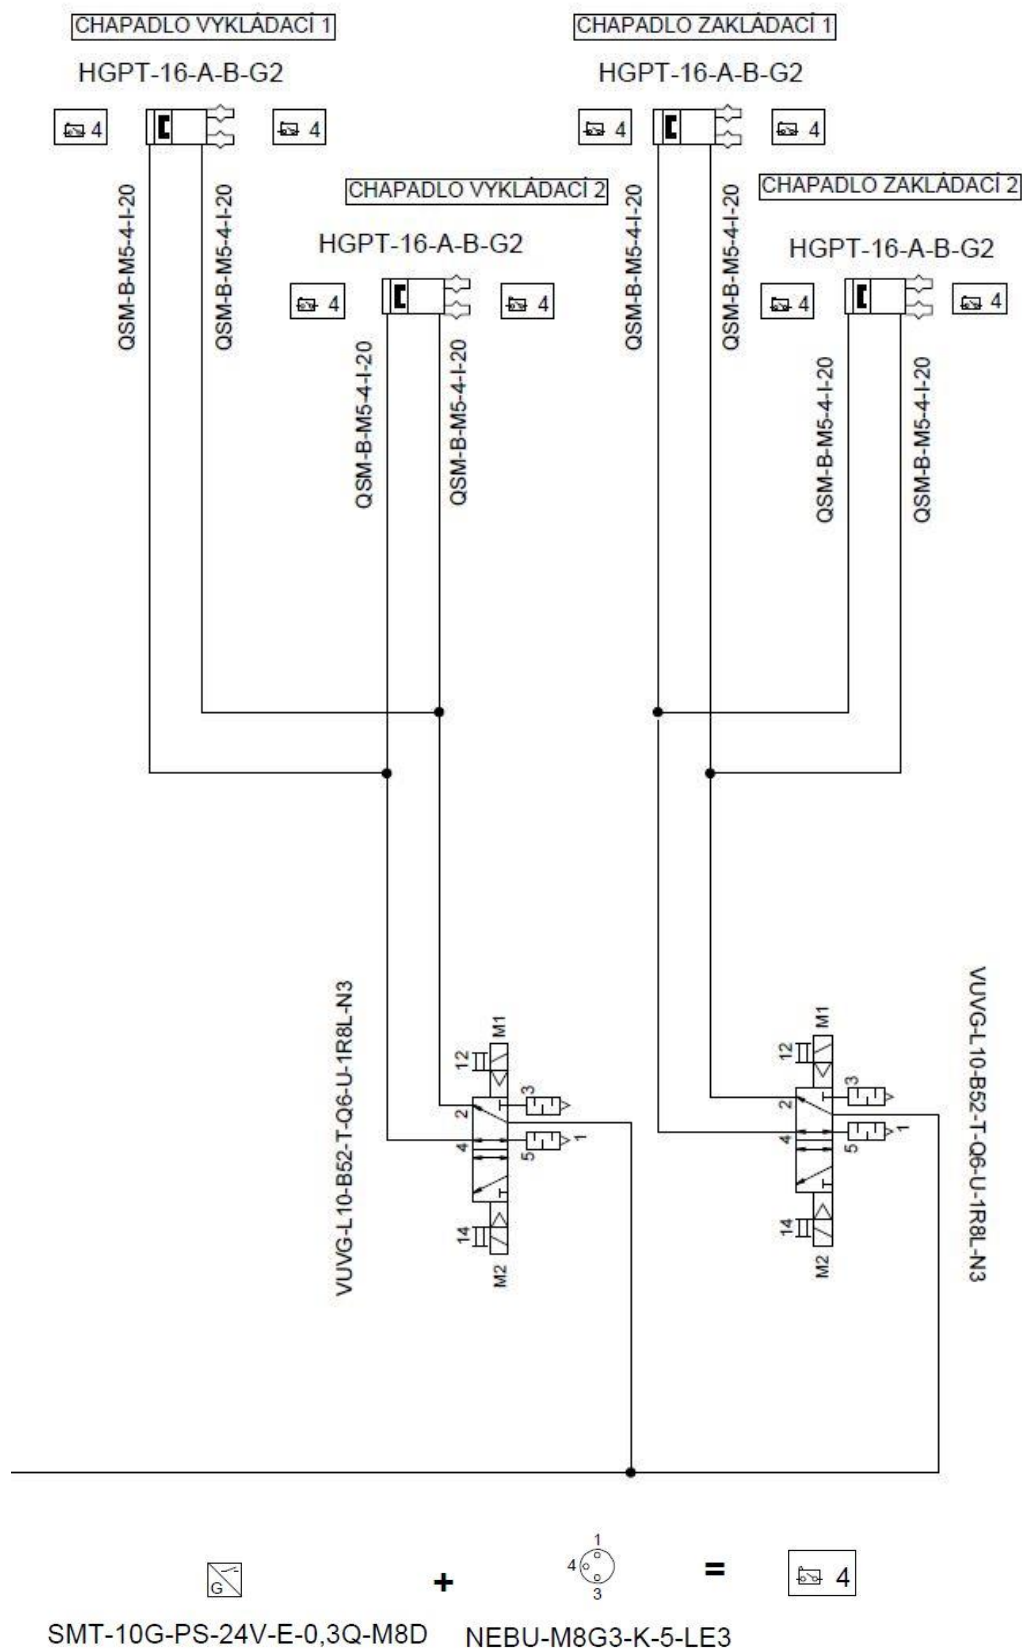 CHAPADLO VYKLÁDACÍ 1
HGPT-16-A-B-G2
4
4
QSM-B-M5-4-I-20
QSM-B-M5-4-I-20
CHAPADLO VYKLÁDACÍ 2
HGPT-16-A-B-G2
4
4
QSM-B-M5-4-I-20
QSM-B-M5-4-I-20
CHAPADLO ZAKLÁDACÍ 1
HGPT-16-A-B-G2
4
4
QSM-B-M5-4-I-20
QSM-B-M5-4-I-20
CHAPADLO ZAKLÁDACÍ 2
HGPT-16-A-B-G2
4
4
QSM-B-M5-4-I-20
QSM-B-M5-4-I-20
VUVG-L10-B52-T-Q6-U-1R8L-N3
M1
12
2
3
4
5
1
14
M2
VUVG-L10-B52-T-Q6-U-1R8L-N3
M1
12
2
3
4
5
1
14
M2
G
+
1
4
3
=
4
SMT-10G-PS-24V-E-0,3Q-M8D
NEBU-M8G3-K-5-LE3